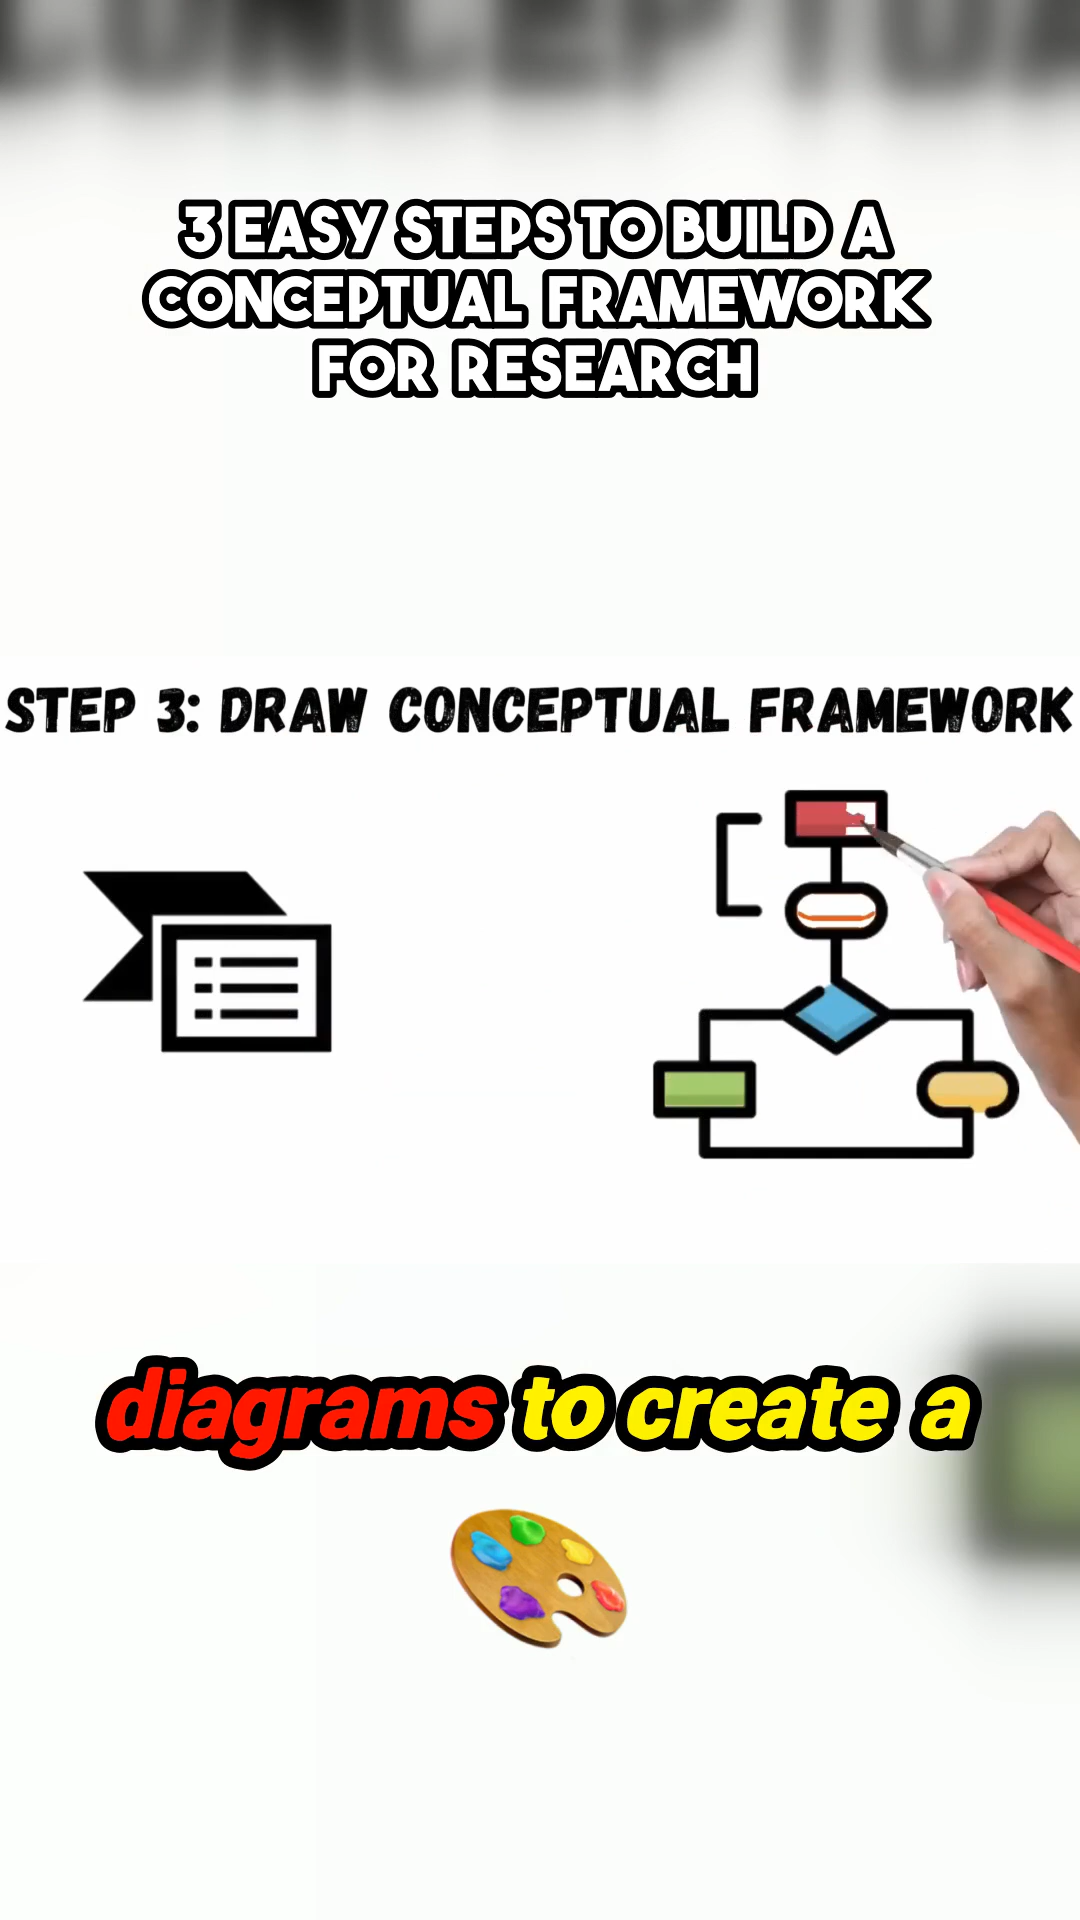 3 EASY STEPS TO BUILD A
CONCEPTUAL FRAMEWORK
FOR RESEARCH
STEP 3: DRAW CONCEPTUAL FRAMEWORK
diagrams to create a